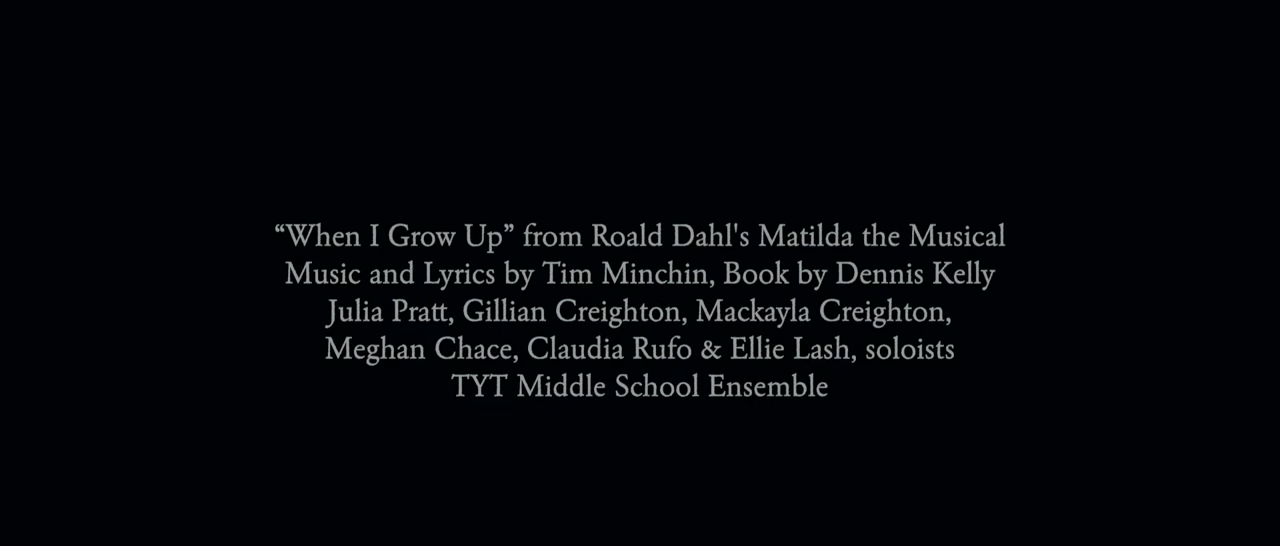 “When I Grow Up” from Roald Dahl's Matilda the Musical
Music and Lyrics by Tim Minchin, Book by Dennis Kelly
Julia Pratt, Gillian Creighton, Mackayla Creighton,
Meghan Chace, Claudia Rufo & Ellie Lash, soloists
TYT Middle School Ensemble